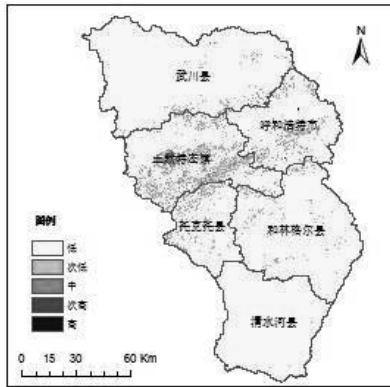 N
武川县
呼和浩特市
土默特左旗
托克托县
和林格尔县
清水河县
图例
低
次低
中
次高
高
0 15 30 60 Km